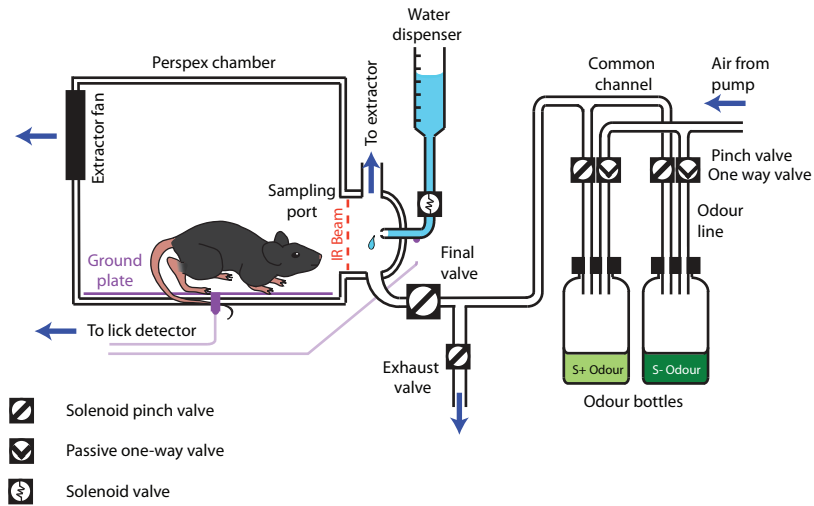 Water
dispenser
Perspex chamber
Common
channel
Air from
pump
Extractor fan
To extractor
Sampling
port
IR Beam
Pinch valve
One way valve
Odour
line
Ground
plate
Final
valve
To lick detector
Exhaust
valve
S+ Odour
S- Odour
Odour bottles
Solenoid pinch valve
Passive one-way valve
Solenoid valve